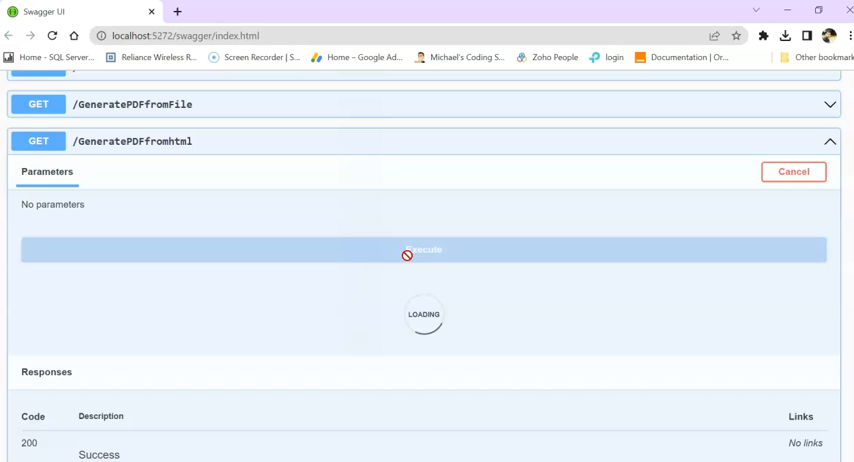 Swagger UI
localhost:5272/swagger/index.html
Home - SQL Server... Reliance Wireless R... Screen Recorder | S... Home – Google Ad... Michael's Coding S... Zoho People login Documentation | Or... Other bookmark
GET /GeneratePDFfromFile
GET /GeneratePDFfromhtml
Parameters Cancel
No parameters
Execute
LOADING
Responses
Code Description Links
200 No links
Success